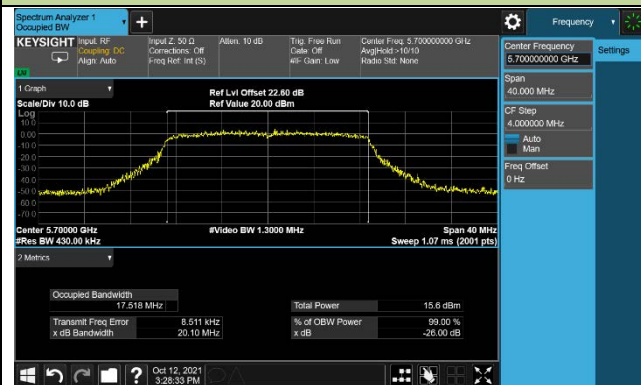 Spectrum Analyzer 1
Occupied BW
+
Frequency
KEYSIGHT
Input: RF
Coupling: DC
Align: Auto
Input Z: 50 Ω
Corrections: Off
Freq Ref: Int (S)
Atten: 10 dB
Trig: Free Run
Gate: Off
#IF Gain: Low
Center Freq: 5.700000000 GHz
Avg|Hold:>10/10
Radio Std: None
Center Frequency
5.700000000 GHz
Settings
Span
40.000 MHz
CF Step
4.000000 MHz
Auto
Man
Freq Offset
0 Hz
1 Graph
Scale/Div 10.0 dB
Ref Lvl Offset 22.60 dB
Ref Value 20.00 dBm
Log
10.0
0.00
-10.0
-20.0
-30.0
-40.0
-50.0
-60.0
-70.0
Center 5.70000 GHz
#Res BW 430.00 kHz
#Video BW 1.3000 MHz
Span 40 MHz
Sweep 1.07 ms (2001 pts)
2 Metrics
Occupied Bandwidth
17.518 MHz
Total Power 15.6 dBm
Transmit Freq Error 8.511 kHz
% of OBW Power 99.00 %
x dB Bandwidth 20.10 MHz
x dB -26.00 dB
?
Oct 12, 2021
3:28:33 PM